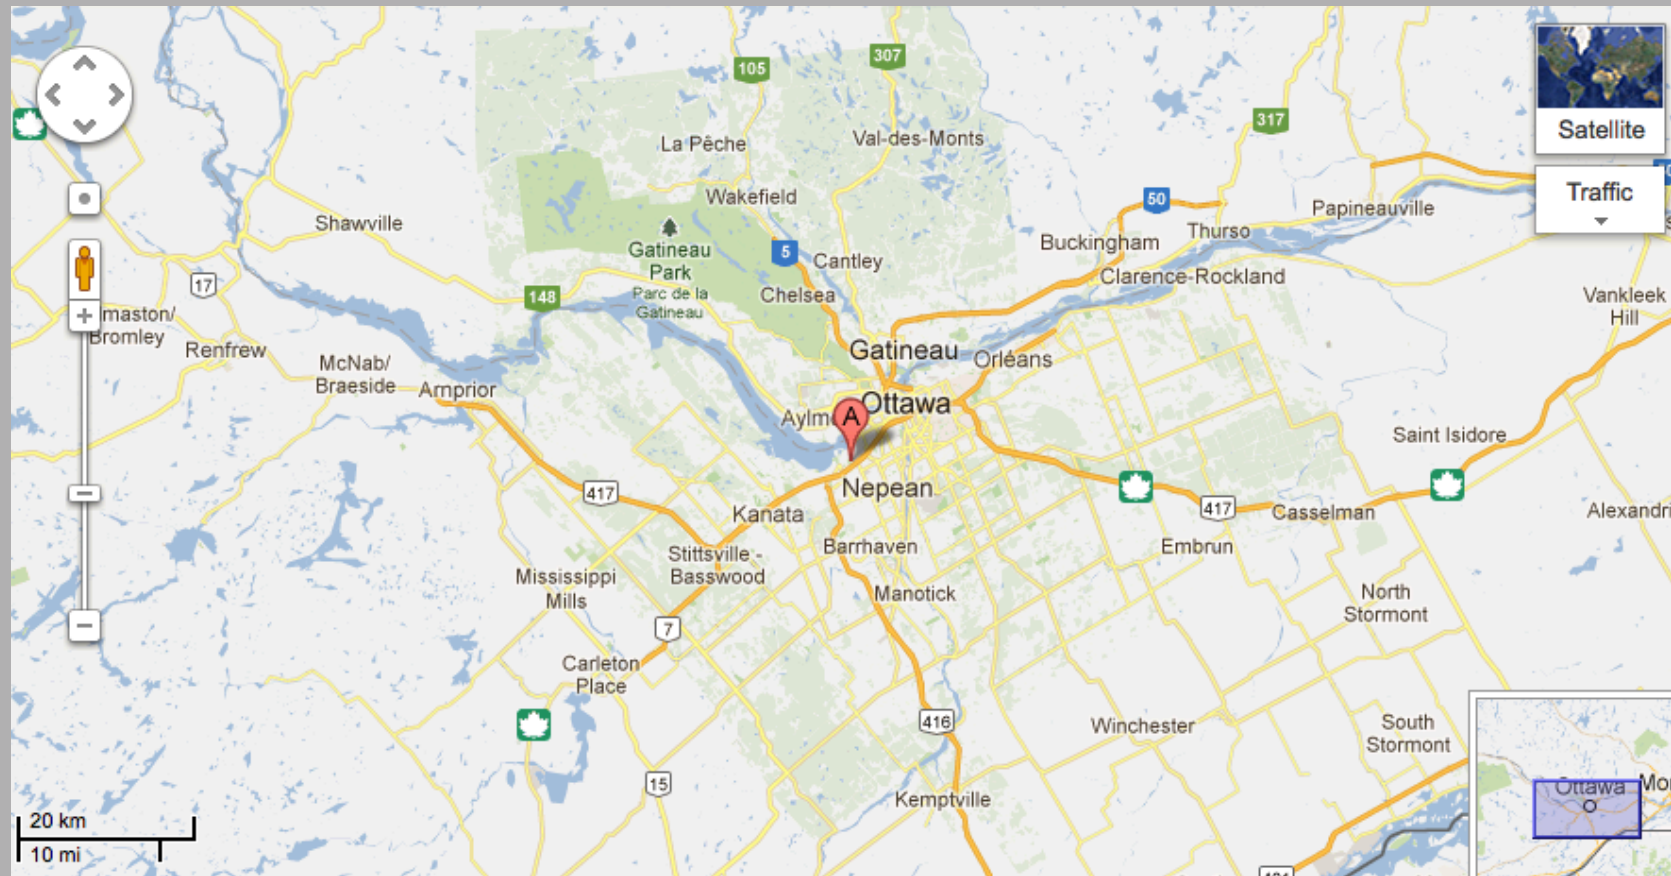 105
307
317
Satellite
Traffic
La Pêche
Val-des-Monts
Wakefield
50
Papineauville
Shawville
Thurso
Buckingham
Gatineau
Park
Parc de la
Gatineau
5
Cantley
Clarence-Rockland
17
148
Chelsea
Vankleek
Hill
Bromley
Renfrew
McNab/
Braeside
Arnprior
Gatineau
Orléans
Ottawa
A
Saint Isidore
417
Nepean
Kanata
417
Casselman
Barrhaven
Embrun
Stittsville -
Basswood
Mississippi
Mills
Manotick
North
Stormont
7
Carleton
Place
416
Winchester
South
Stormont
15
Kemptville
20 km
10 mi
Ottawa